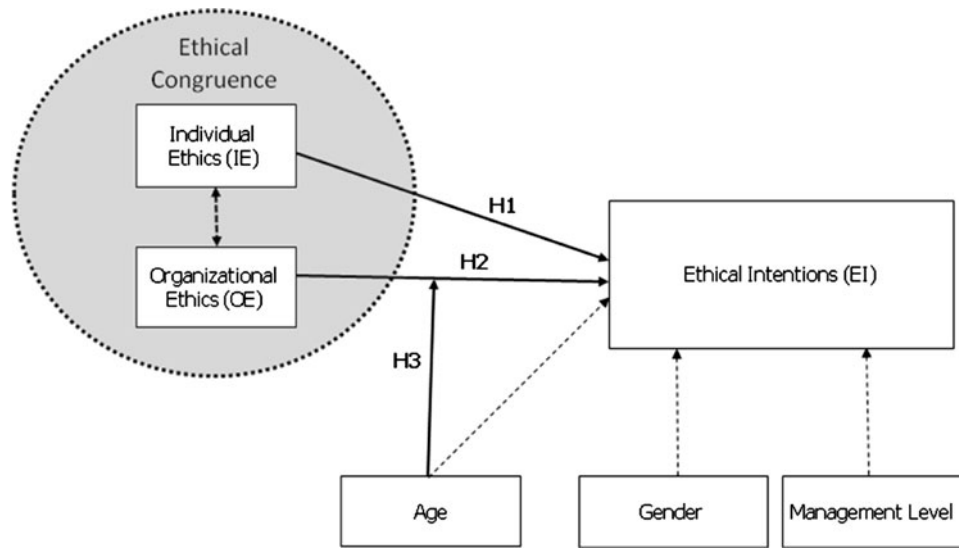 Ethical
Congruence
Individual
Ethics (IE)
H1
Organizational
Ethics (OE)
H2
Ethical Intentions (EI)
H3
Age
Gender
Management Level